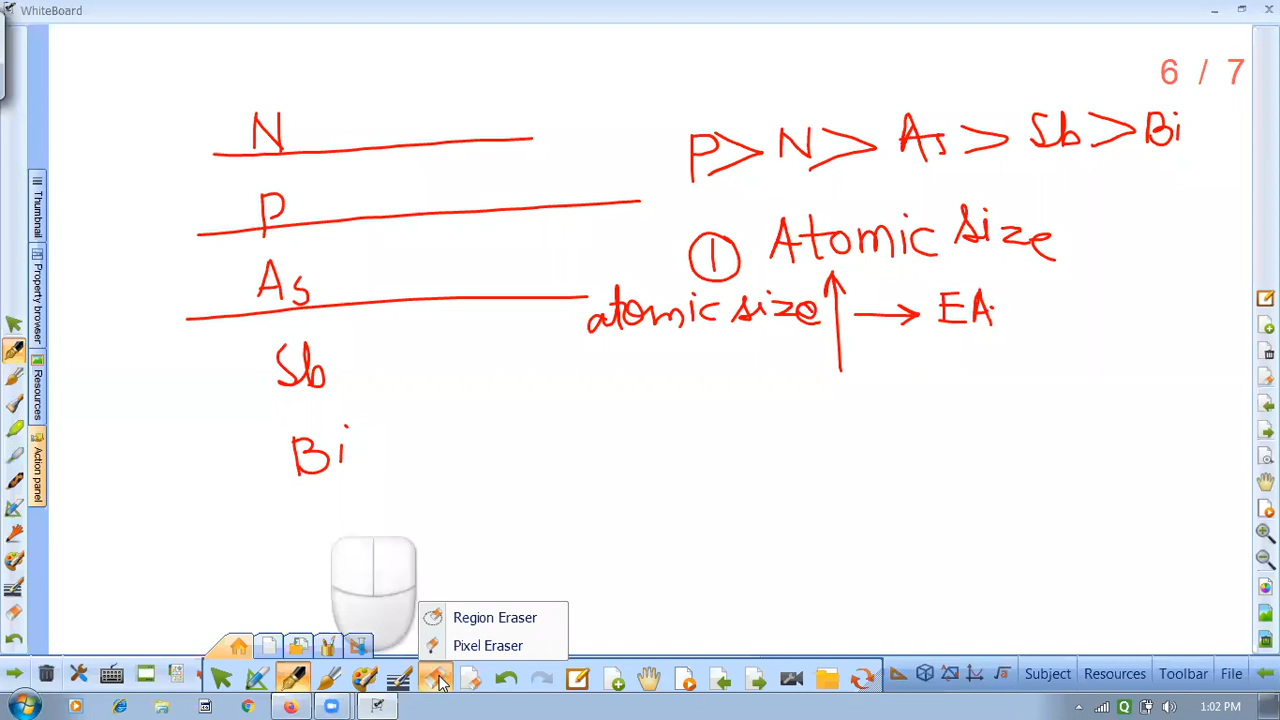 WhiteBoard
6 / 7
N
P
As
Sb
Bi
P > N > As > Sb > Bi
① Atomic size
atomic size ↑ → EA
Thumbnail
Property browser
Resources
Action panel
Region Eraser
Pixel Eraser
Subject Resources Toolbar File
1:02 PM